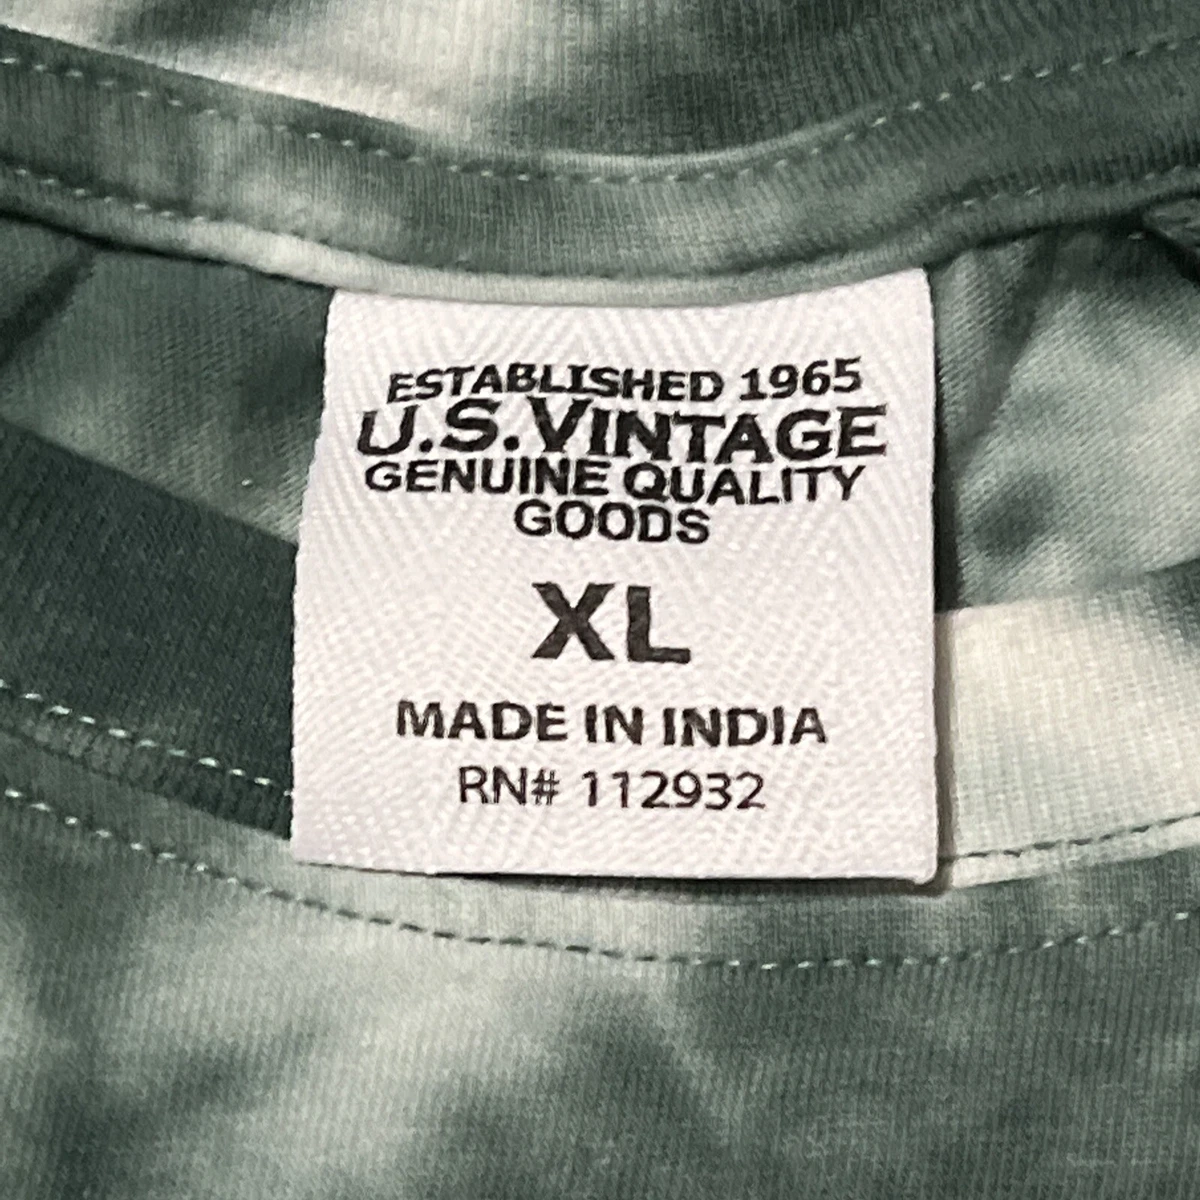 ESTABLISHED 1965
U.S. VINTAGE
GENUINE QUALITY
GOODS
XL
MADE IN INDIA
RN# 112932